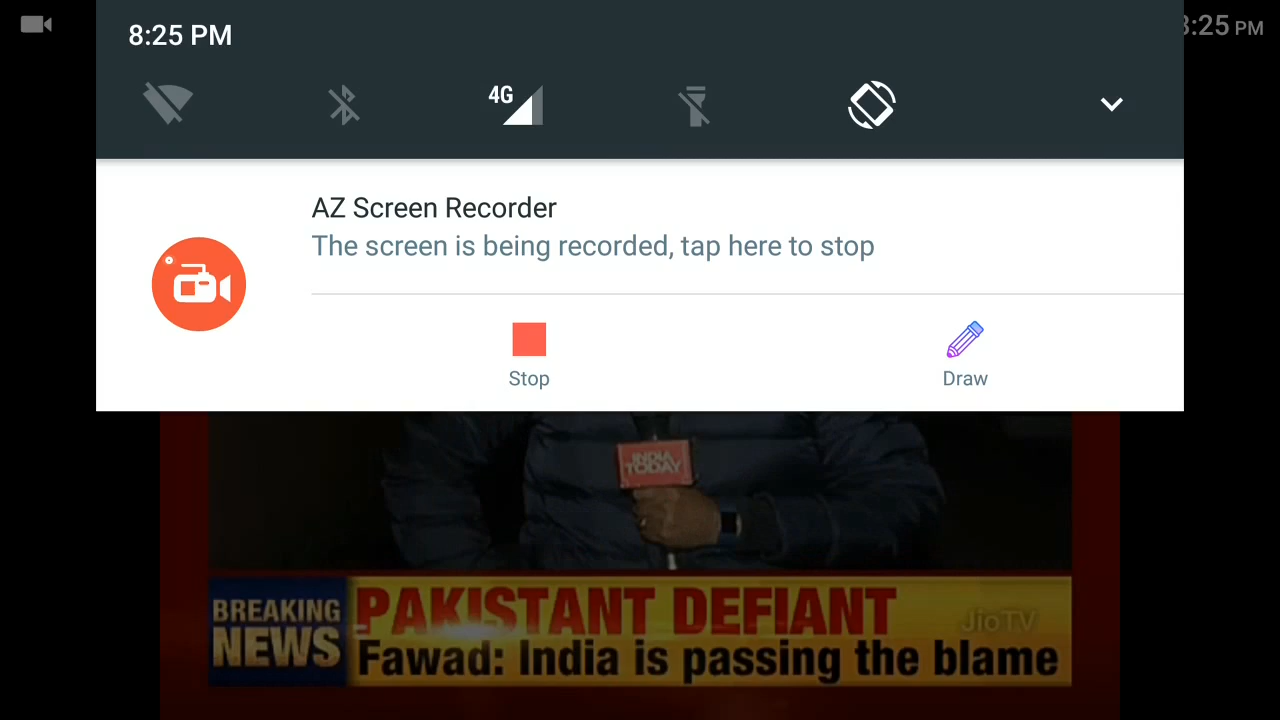 8:25 PM
8:25 PM
4G
AZ Screen Recorder
The screen is being recorded, tap here to stop
Stop
Draw
INDIA
TODAY
BREAKING
NEWS
PAKISTANT DEFIANT
JioTV
Fawad: India is passing the blame